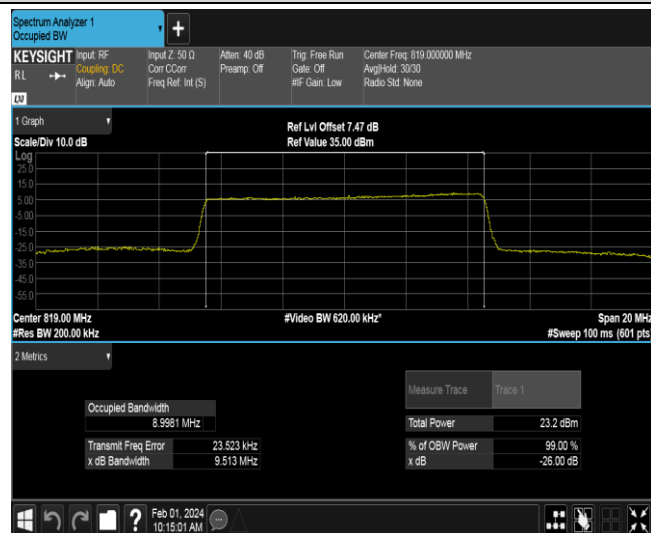 Spectrum Analyzer 1
Occupied BW
+
KEYSIGHT
RL
Input: RF
Coupling: DC
Align: Auto
Input Z: 50 Ω
Corr CCorr
Freq Ref: Int (S)
Atten: 40 dB
Preamp: Off
Trig: Free Run
Gate: Off
#IF Gain: Low
Center Freq: 819.000000 MHz
Avg|Hold: 30/30
Radio Std: None
LXI
1 Graph
Scale/Div 10.0 dB
Ref Lvl Offset 7.47 dB
Ref Value 35.00 dBm
Log
25.0
15.0
5.00
-5.00
-15.0
-25.0
-35.0
-45.0
-55.0
Center 819.00 MHz
#Video BW 620.00 kHz*
Span 20 MHz
#Res BW 200.00 kHz
#Sweep 100 ms (601 pts)
2 Metrics
Measure Trace Trace 1
Occupied Bandwidth
8.9981 MHz
Total Power 23.2 dBm
Transmit Freq Error 23.523 kHz
% of OBW Power 99.00 %
x dB Bandwidth 9.513 MHz
x dB -26.00 dB
?
Feb 01, 2024
10:15:01 AM